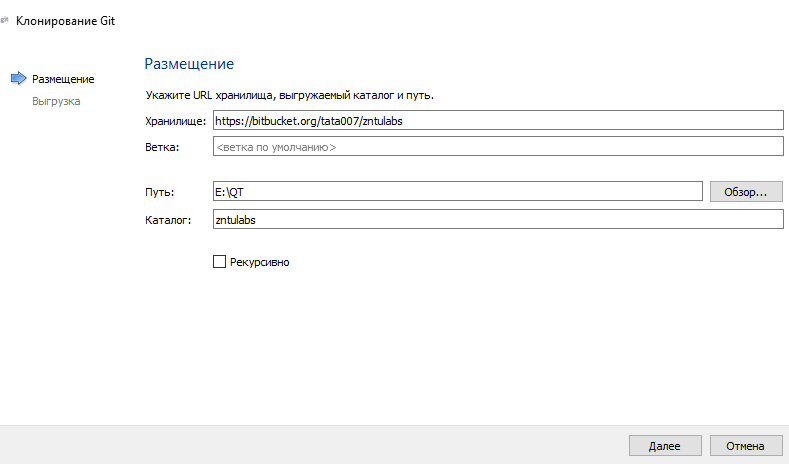 Клонирование Git
Размещение
Размещение
Выгрузка
Укажите URL хранилища, выгружаемый каталог и путь.
Хранилище: https://bitbucket.org/tata007/zntulabs
Ветка: <ветка по умолчанию>
Путь: E:\QT Обзор...
Каталог: zntulabs
Рекурсивно
Далее Отмена